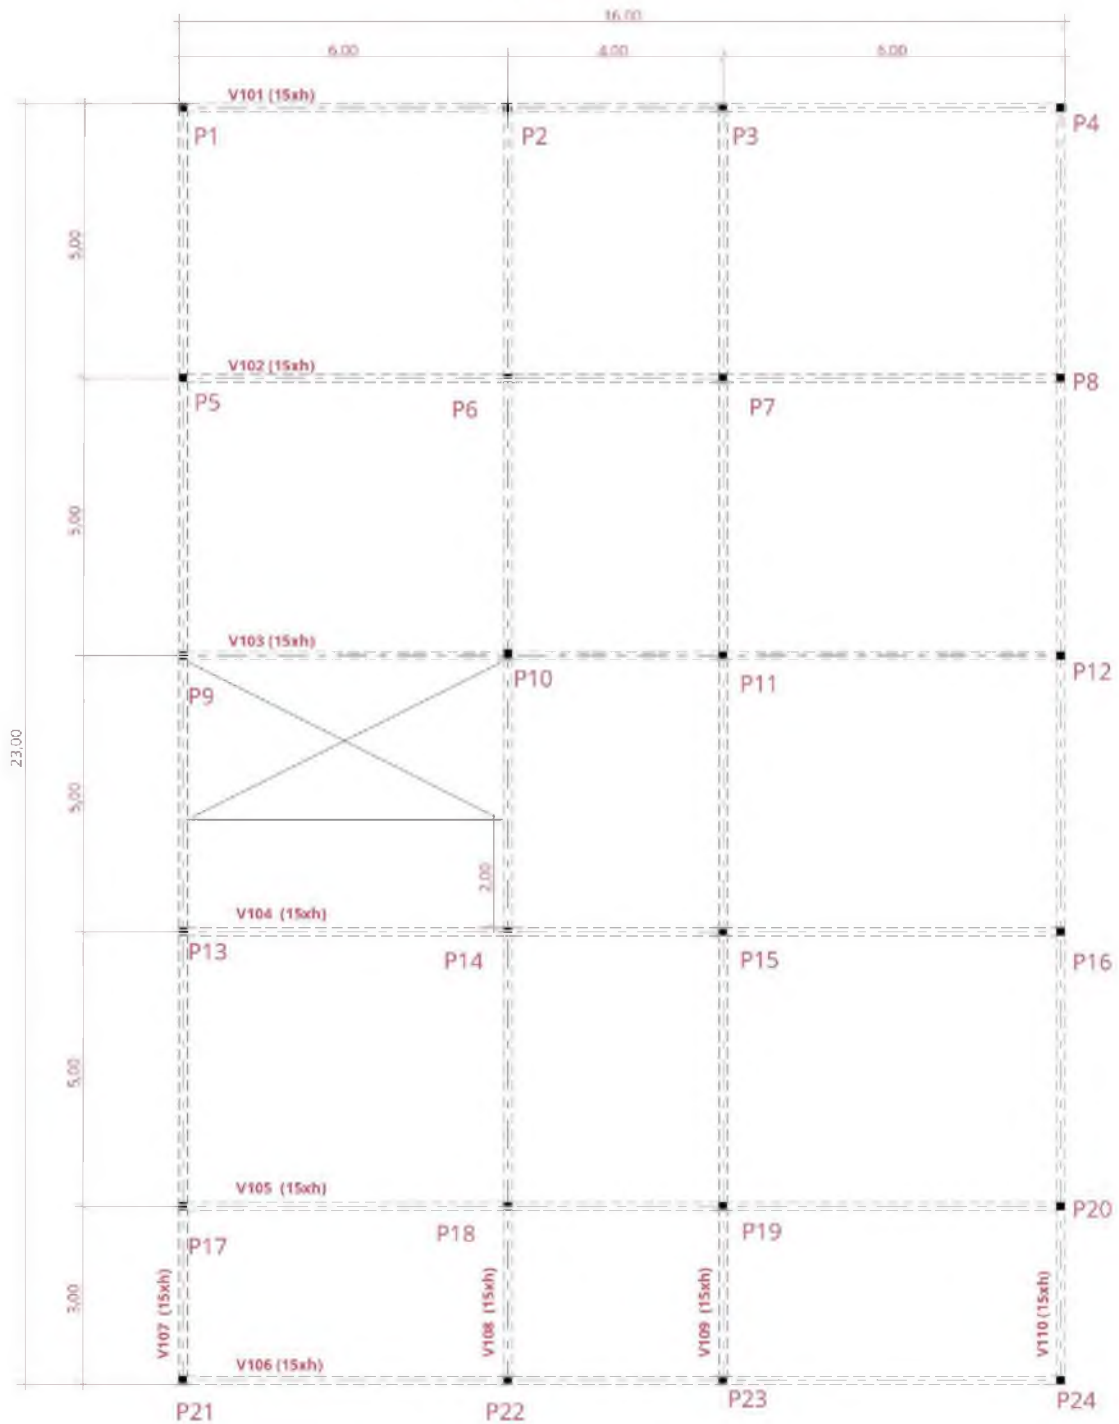 16.00
6.00 4.00 6.00
V101 (15xh)
P1 P2 P3 P4
5,00
V102 (15xh)
P5 P6 P7 P8
5,00
V103 (15xh)
P9 P10 P11 P12
23,00
5,00
2,00
V104 (15xh)
P13 P14 P15 P16
5,00
V105 (15xh)
P17 P18 P19 P20
3,00
V107 (15xh)
V108 (15xh)
V109 (15xh)
V110 (15xh)
V106 (15xh)
P21 P22 P23 P24